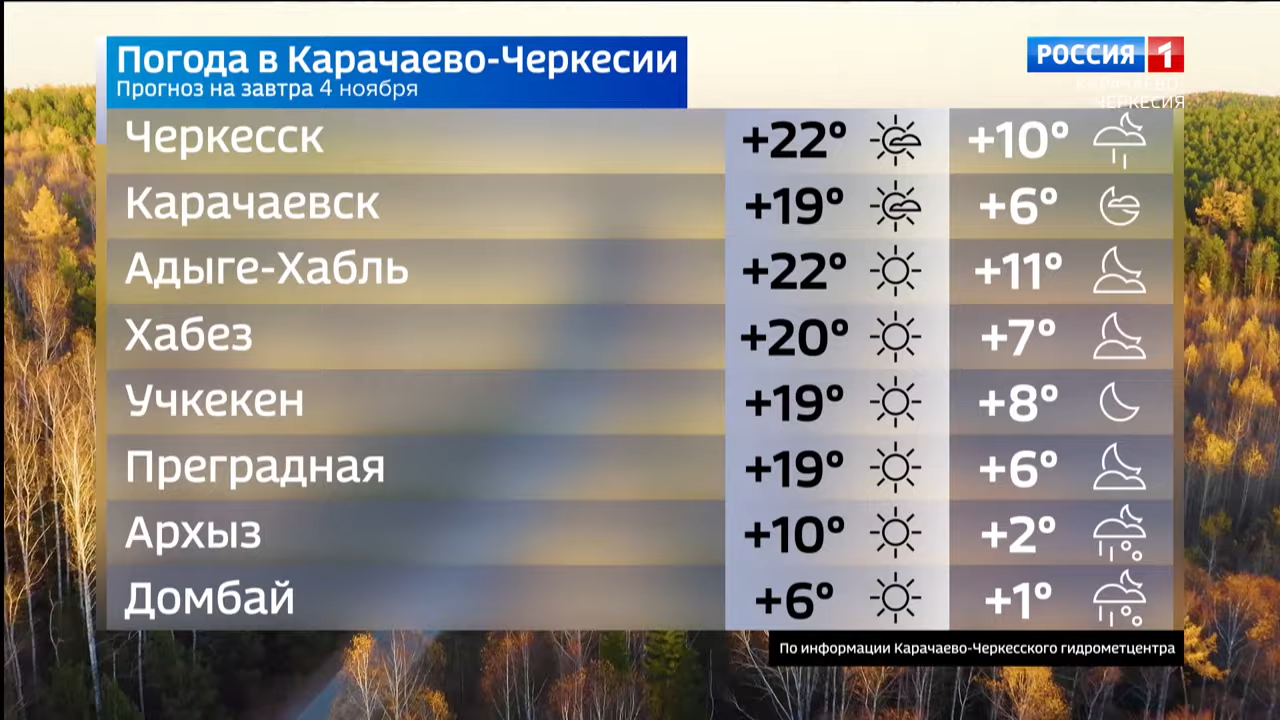 Погода в Карачаево-Черкесии
Прогноз на завтра 4 ноября
РОССИЯ 1
КАРАЧАЕВО-
ЧЕРКЕСИЯ
Черкесск +22° +10°
Карачаевск +19° +6°
Адыге-Хабль +22° +11°
Хабез +20° +7°
Учкекен +19° +8°
Преградная +19° +6°
Архыз +10° +2°
Домбай +6° +1°
По информации Карачаево-Черкесского гидрометцентра